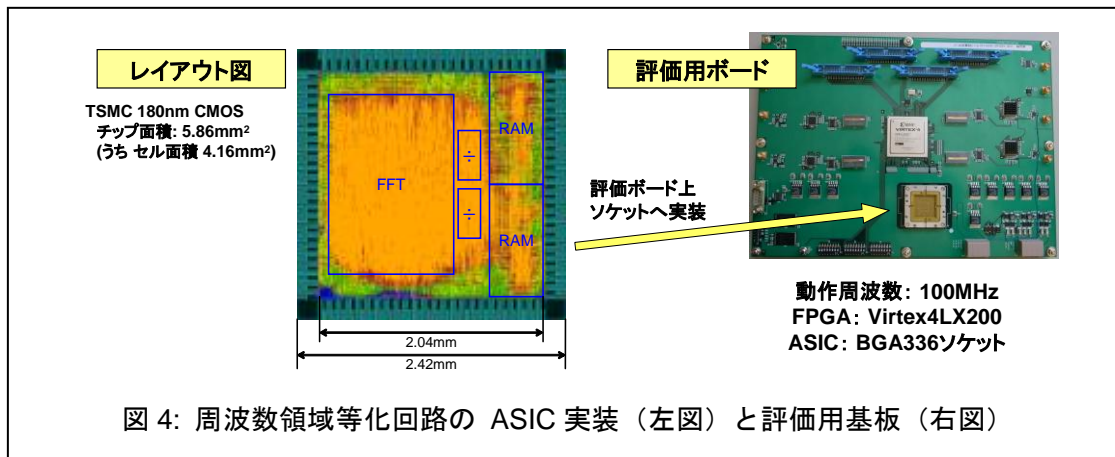 レイアウト図
TSMC 180nm CMOS
チップ面積: 5.86mm²
(うち セル面積 4.16mm²)
FFT
÷
÷
RAM
RAM
2.04mm
2.42mm
評価ボード上
ソケットへ実装
評価用ボード
VIRTEX-4
動作周波数: 100MHz
FPGA: Virtex4LX200
ASIC: BGA336ソケット
図 4: 周波数領域等化回路の ASIC 実装（左図）と評価用基板（右図）